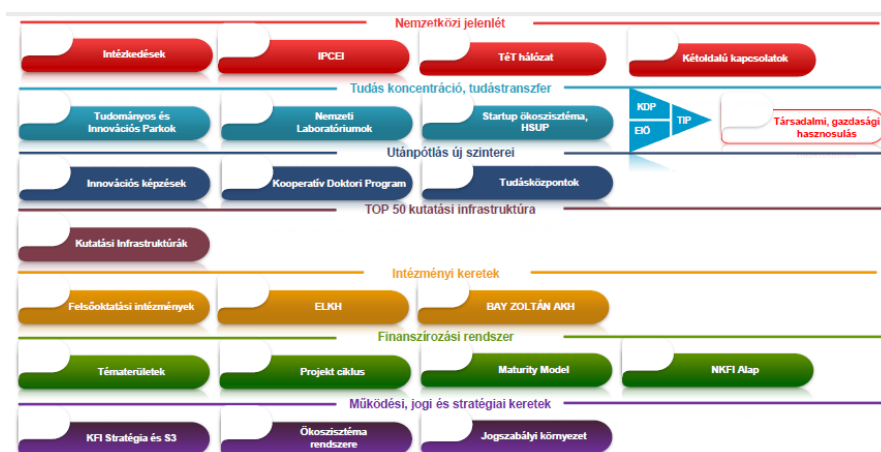 Nemzetközi jelenlét
Intézkedések
IPCEI
TéT hálózat
Kétoldalú kapcsolatok
Tudás koncentráció, tudástranszfer
Tudományos és
Innovációs Parkok
Nemzeti
Laboratóriumok
Startup ökoszisztéma,
HSUP
KDP
EIÖ
TIP
Társadalmi, gazdasági
hasznosulás
Utánpótlás új színterei
Innovációs képzések
Kooperatív Doktori Program
Tudásközpontok
TOP 50 kutatási infrastruktúra
Kutatási Infrastruktúrák
Intézményi keretek
Felsőoktatási intézmények
ELKH
BAY ZOLTÁN AKH
Finanszírozási rendszer
Tématerületek
Projekt ciklus
Maturity Model
NKFI Alap
Működési, jogi és stratégiai keretek
KFI Stratégia és S3
Ökoszisztéma
rendszere
Jogszabályi környezet